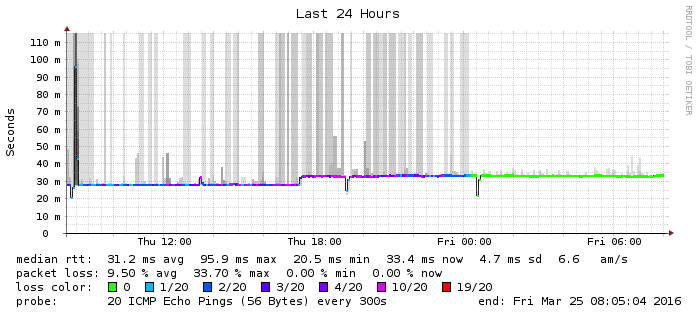 Last 24 Hours
RRDTOOL / TOBI OETIKER
Seconds
110 m
100 m
90 m
80 m
70 m
60 m
50 m
40 m
30 m
20 m
10 m
0
Thu 12:00 Thu 18:00 Fri 00:00 Fri 06:00
median rtt: 31.2 ms avg 95.9 ms max 20.5 ms min 33.4 ms now 4.7 ms sd 6.6 am/s
packet loss: 9.50 % avg 33.70 % max 0.00 % min 0.00 % now
loss color: 0 1/20 2/20 3/20 4/20 10/20 19/20
probe: 20 ICMP Echo Pings (56 Bytes) every 300s end: Fri Mar 25 08:05:04 2016